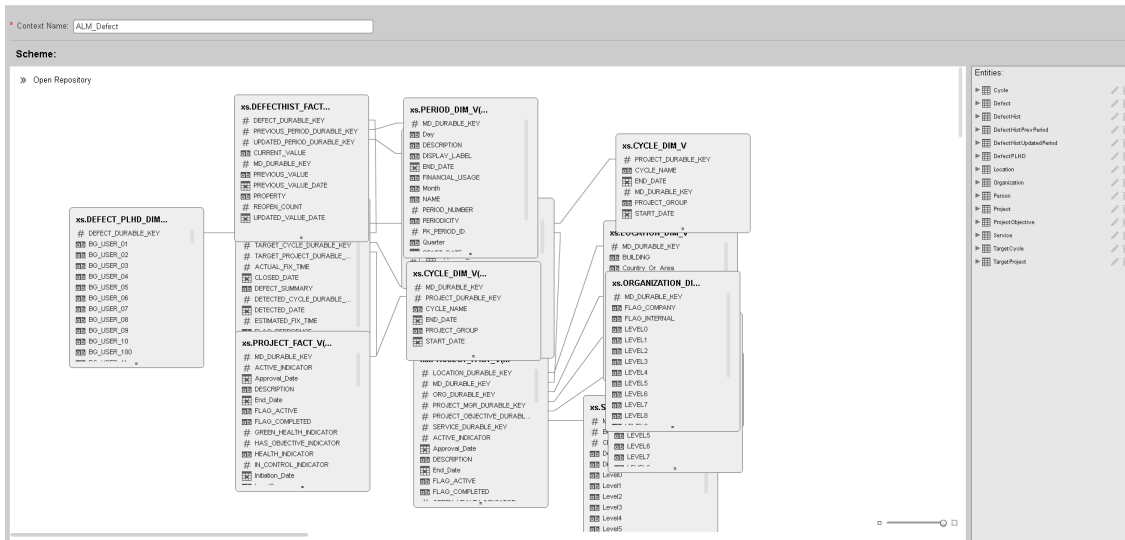 * Context Name: ALM_Defect
Scheme:
» Open Repository
xs.DEFECT_PLHD_DIM...
DEFECT_DURABLE_KEY
BG_USER_01
BG_USER_02
BG_USER_03
BG_USER_04
BG_USER_05
BG_USER_06
BG_USER_07
BG_USER_08
BG_USER_09
BG_USER_10
BG_USER_100
xs.DEFECTHIST_FACT...
DEFECT_DURABLE_KEY
PREVIOUS_PERIOD_DURABLE_KEY
UPDATED_PERIOD_DURABLE_KEY
CURRENT_VALUE
MD_DURABLE_KEY
PREVIOUS_VALUE
PREVIOUS_VALUE_DATE
PROPERTY
REOPEN_COUNT
UPDATED_VALUE_DATE
TARGET_CYCLE_DURABLE_KEY
TARGET_PROJECT_DURABLE_...
ACTUAL_FIX_TIME
CLOSED_DATE
DEFECT_SUMMARY
DETECTED_CYCLE_DURABLE_...
DETECTED_DATE
ESTIMATED_FIX_TIME
xs.PROJECT_FACT_V(...
MD_DURABLE_KEY
ACTIVE_INDICATOR
Approval_Date
DESCRIPTION
End_Date
FLAG_ACTIVE
FLAG_COMPLETED
GREEN_HEALTH_INDICATOR
HAS_OBJECTIVE_INDICATOR
HEALTH_INDICATOR
IN_CONTROL_INDICATOR
Initiation_Date
xs.PERIOD_DIM_V(...
MD_DURABLE_KEY
Day
DESCRIPTION
DISPLAY_LABEL
END_DATE
FINANCIAL_USAGE
Month
NAME
PERIOD_NUMBER
PERIODICITY
PK_PERIOD_ID
Quarter
START_DATE
xs.CYCLE_DIM_V(...
MD_DURABLE_KEY
PROJECT_DURABLE_KEY
CYCLE_NAME
END_DATE
PROJECT_GROUP
START_DATE
LOCATION_DURABLE_KEY
MD_DURABLE_KEY
ORG_DURABLE_KEY
PROJECT_MGR_DURABLE_KEY
PROJECT_OBJECTIVE_DURABL...
SERVICE_DURABLE_KEY
ACTIVE_INDICATOR
Approval_Date
DESCRIPTION
End_Date
FLAG_ACTIVE
FLAG_COMPLETED
xs.CYCLE_DIM_V
PROJECT_DURABLE_KEY
CYCLE_NAME
END_DATE
MD_DURABLE_KEY
PROJECT_GROUP
START_DATE
xs.LOCATION_DIM_V
MD_DURABLE_KEY
BUILDING
Country_Or_Area
xs.ORGANIZATION_DI...
MD_DURABLE_KEY
FLAG_COMPANY
FLAG_INTERNAL
LEVEL0
LEVEL1
LEVEL2
LEVEL3
LEVEL4
LEVEL5
LEVEL6
LEVEL7
LEVEL8
LEVEL5
LEVEL6
LEVEL7
xs.S
Level0
Level1
Level2
Level3
Level4
Level5
Entities:
Cycle
Defect
DefectHist
DefectHistPrevPeriod
DefectHistUpdatedPeriod
DefectPLHD
Location
Organization
Person
Project
ProjectObjective
Service
TargetCycle
TargetProject